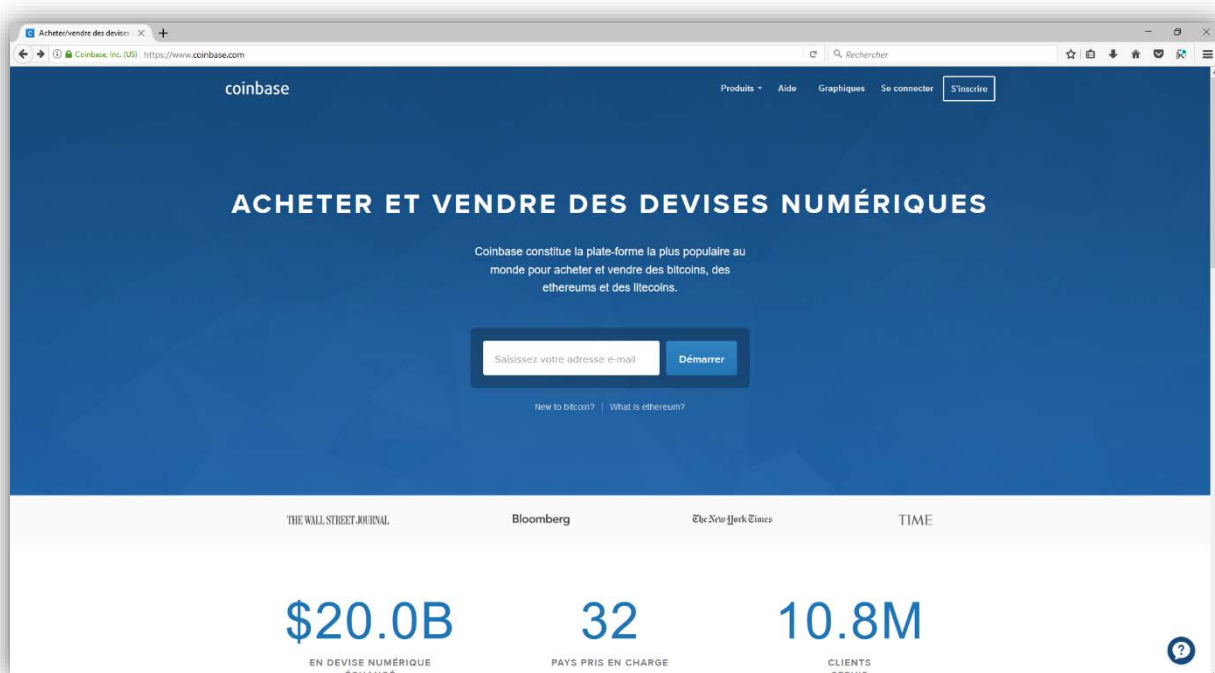 Acheter/vendre des devises
Coinbase, Inc. (US) https://www.coinbase.com
Rechercher
coinbase
Produits Aide Graphiques Se connecter S'inscrire
ACHETER ET VENDRE DES DEVISES NUMÉRIQUES
Coinbase constitue la plate-forme la plus populaire au
monde pour acheter et vendre des bitcoins, des
ethereums et des litecoins.
Saisissez votre adresse e-mail Démarrer
New to bitcoin? | What is ethereum?
THE WALL STREET JOURNAL Bloomberg The New York Times TIME
$20.0B 32 10.8M
EN DEVISE NUMÉRIQUE PAYS PRIS EN CHARGE CLIENTS